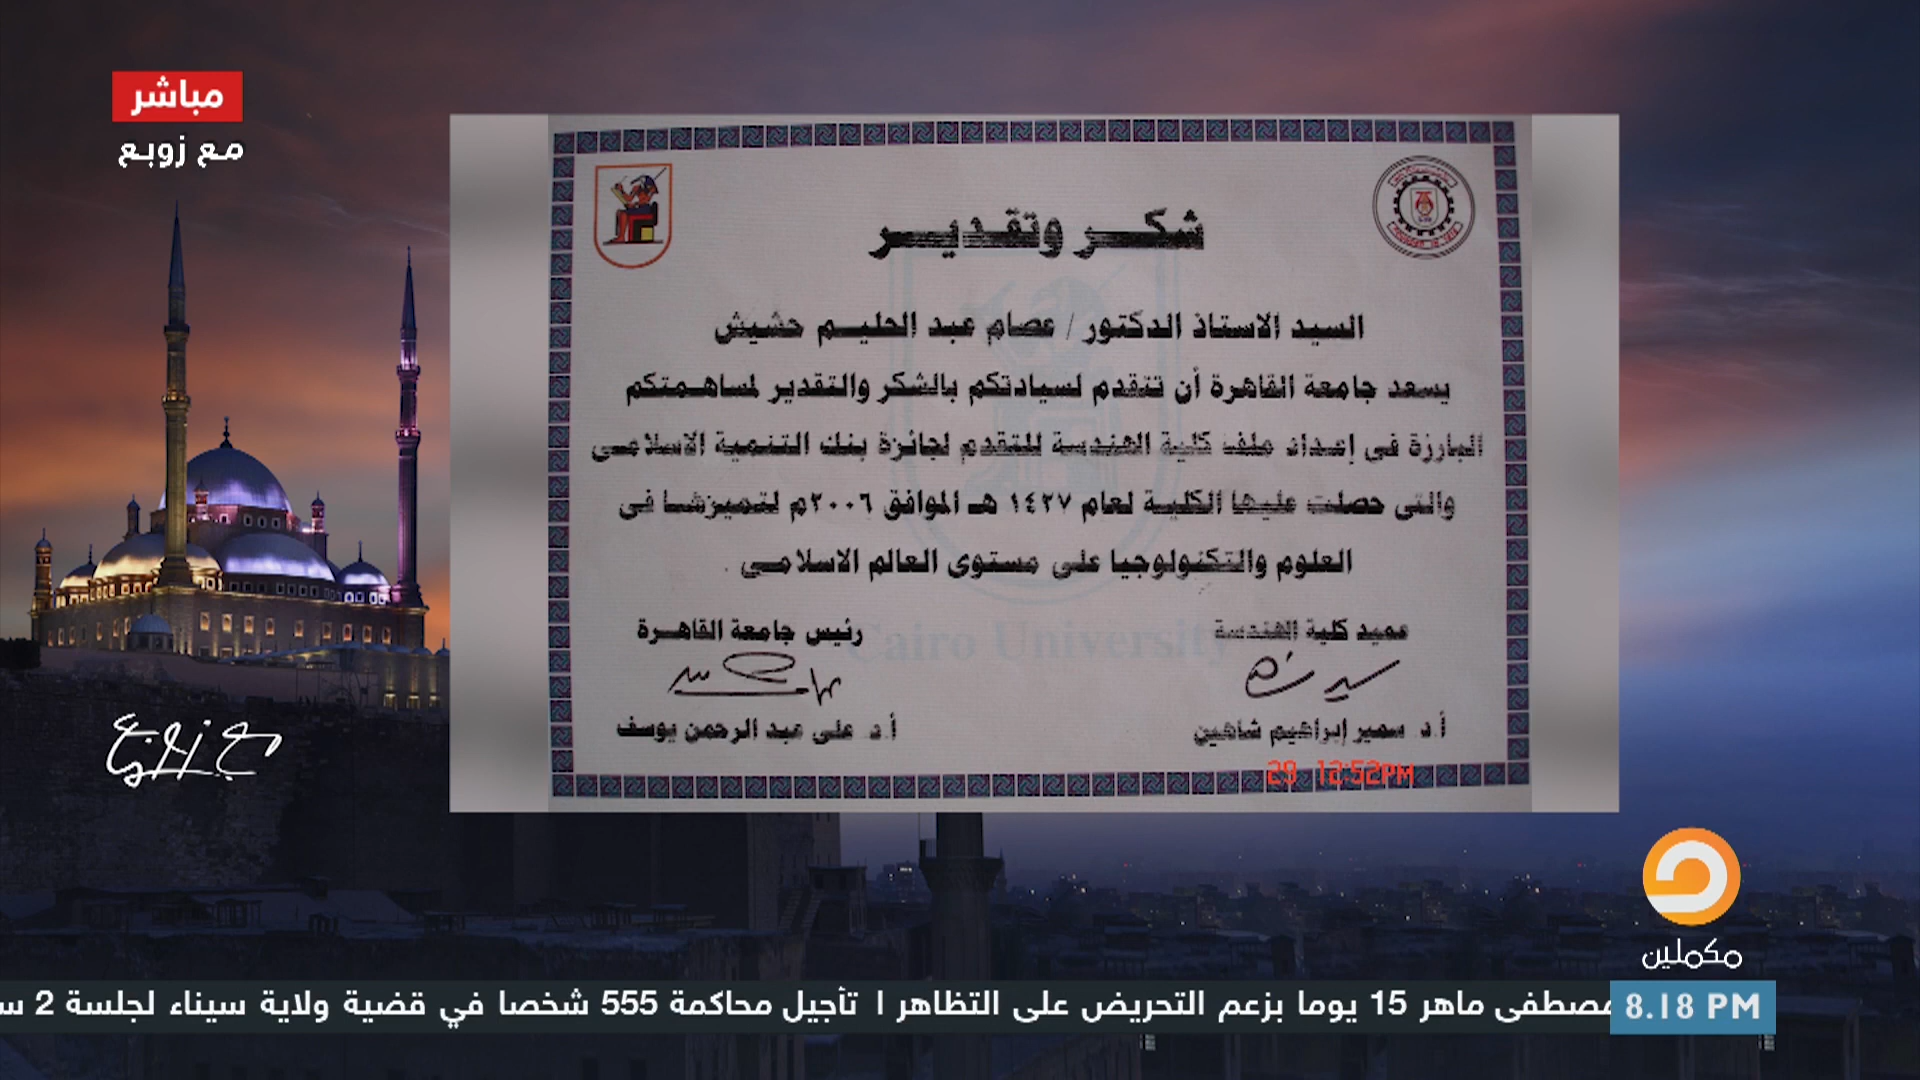 مباشر
مع زوبع
شكر وتقدير
السيد الاستاذ الدكتور / عصام عبد الحليم حشيش
يسعد جامعة القاهرة أن تتقدم لسيادتكم بالشكر والتقدير لمساهمتكم
البارزة فى إعداد ملف كلية الهندسة للتقدم لجائزة بنك التنمية الاسلامى
والتى حصلت عليها الكلية لعام ١٤٢٧ هـ الموافق ٢٠٠٦م لتميزها فى
العلوم والتكنولوجيا على مستوى العالم الاسلامى .
Cairo University
عميد كلية الهندسة
رئيس جامعة القاهرة
أ.د. سمير إبراهيم شاهين
أ.د. على عبد الرحمن يوسف
29 12:52PM
مع زوبع
مكملين
مصطفى ماهر 15 يوما بزعم التحريض على التظاهر ا تأجيل محاكمة 555 شخصا في قضية ولاية سيناء لجلسة 2
8.18 PM